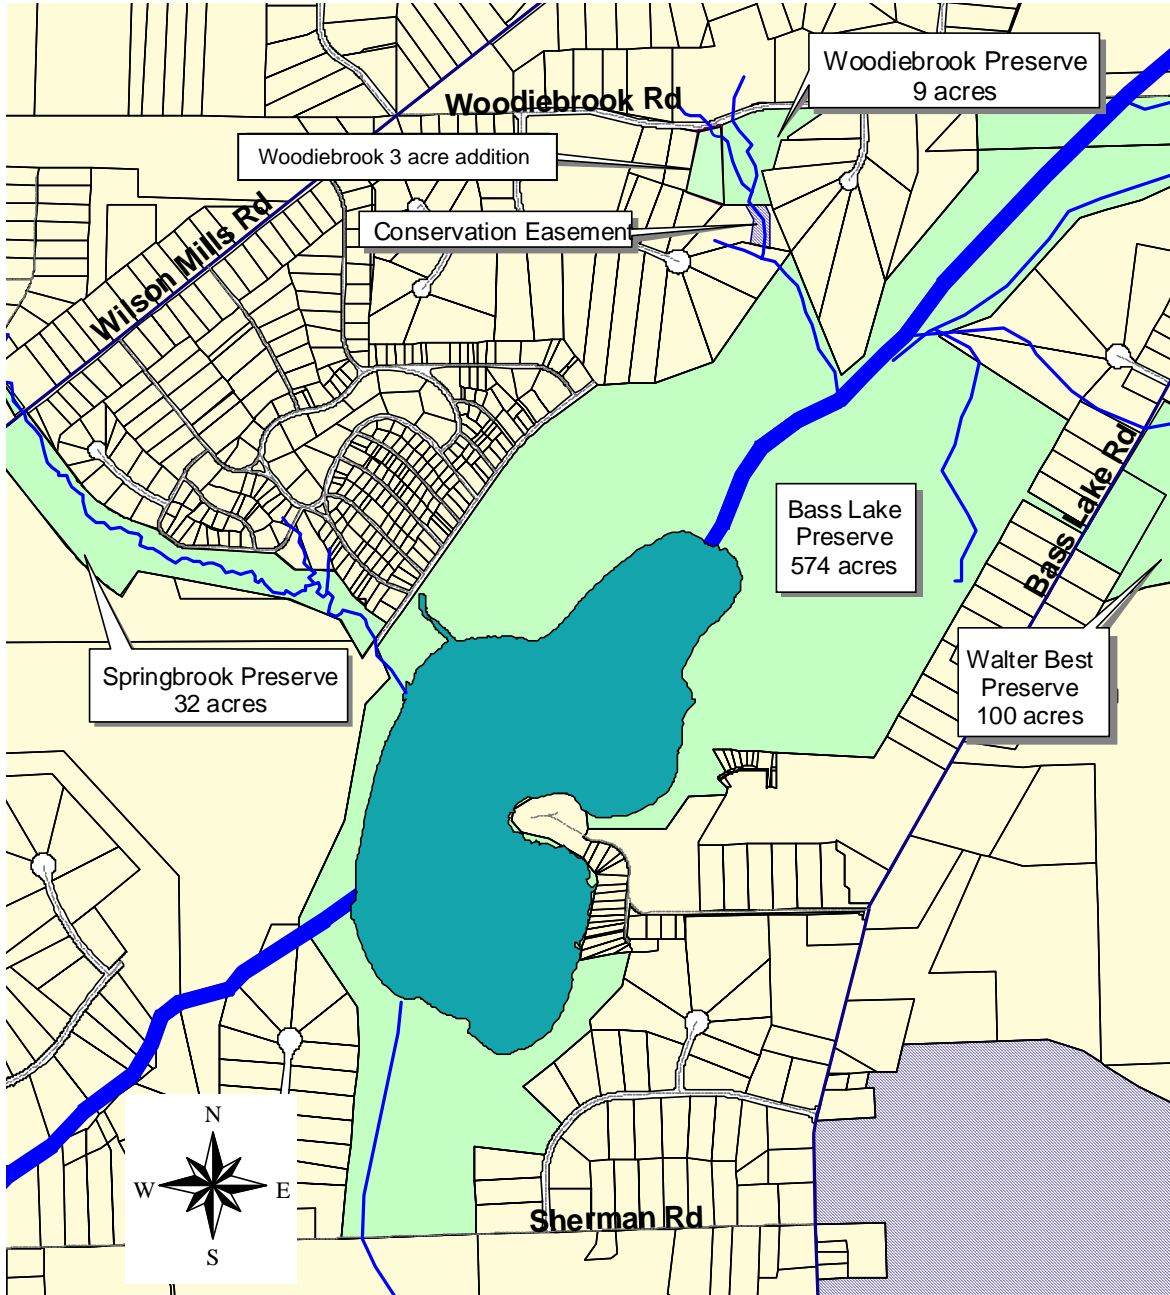 Woodiebrook Preserve
9 acres
Woodiebrook Rd
Woodiebrook 3 acre addition
Conservation Easement
Wilson Mills Rd
Bass Lake
Preserve
574 acres
Bass Lake Rd
Springbrook Preserve
32 acres
Walter Best
Preserve
100 acres
N
W
E
S
Sherman Rd